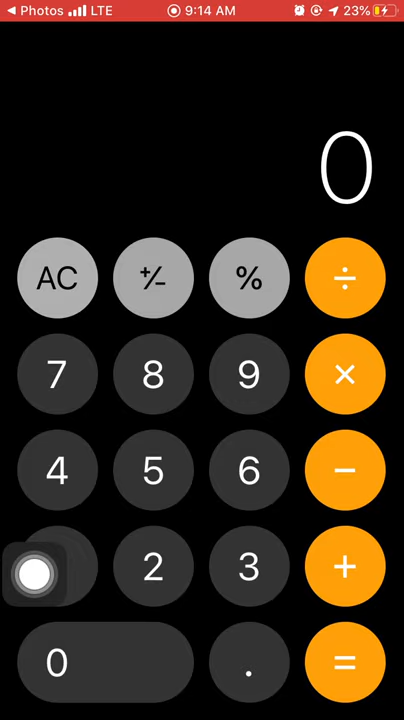 ◀ Photos LTE 9:14 AM 23%
0
AC ⁺∕₋ % ÷
7 8 9 ×
4 5 6 −
2 3 +
0 . =